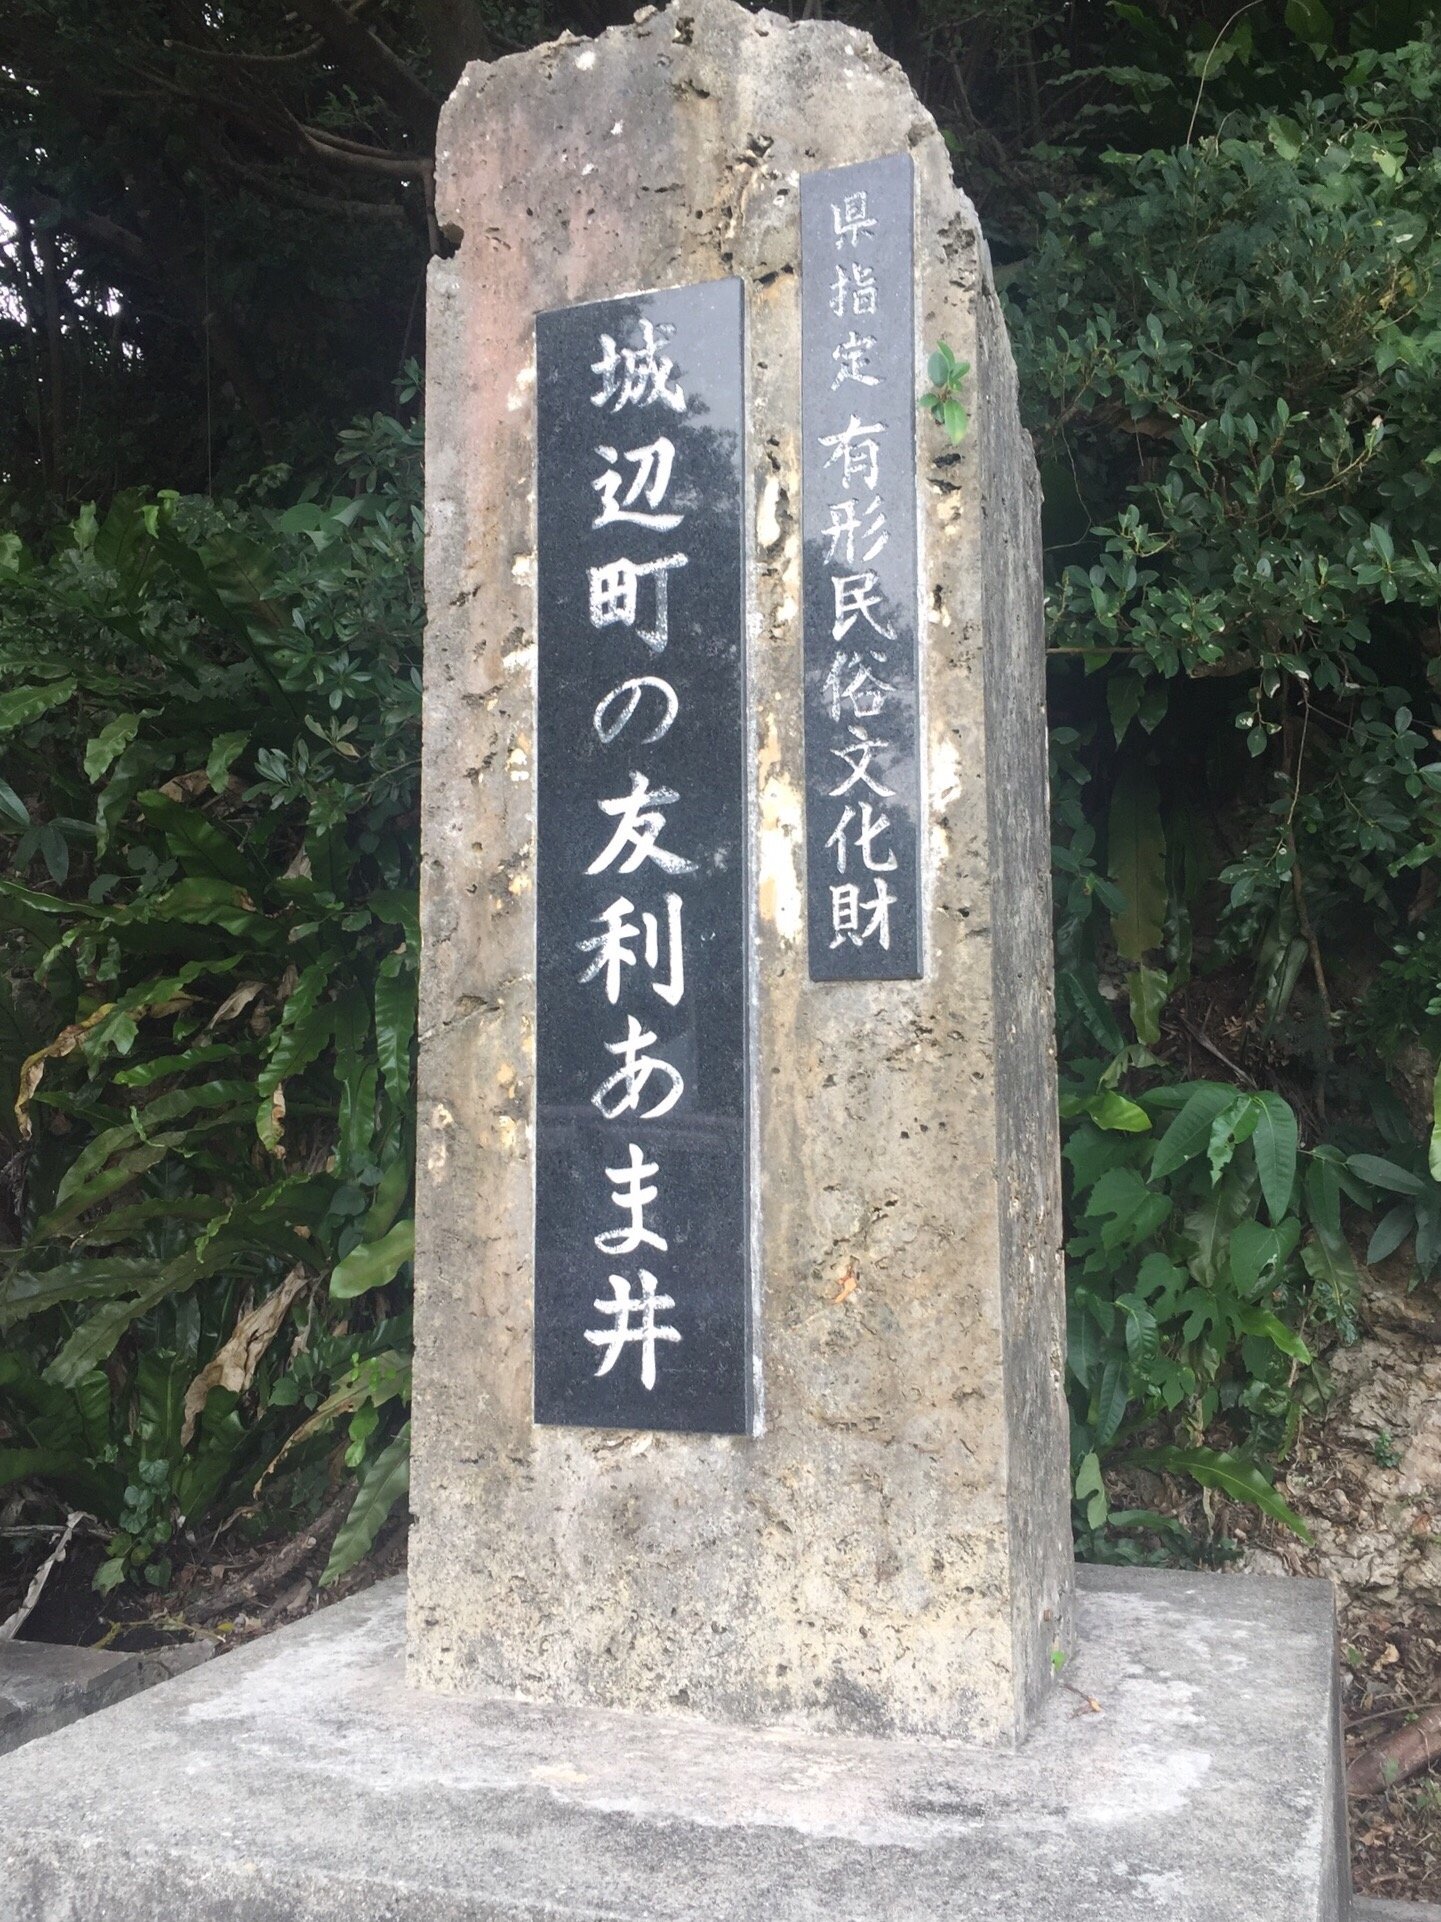 県指定 有形民俗文化財
城辺町の友利あま井